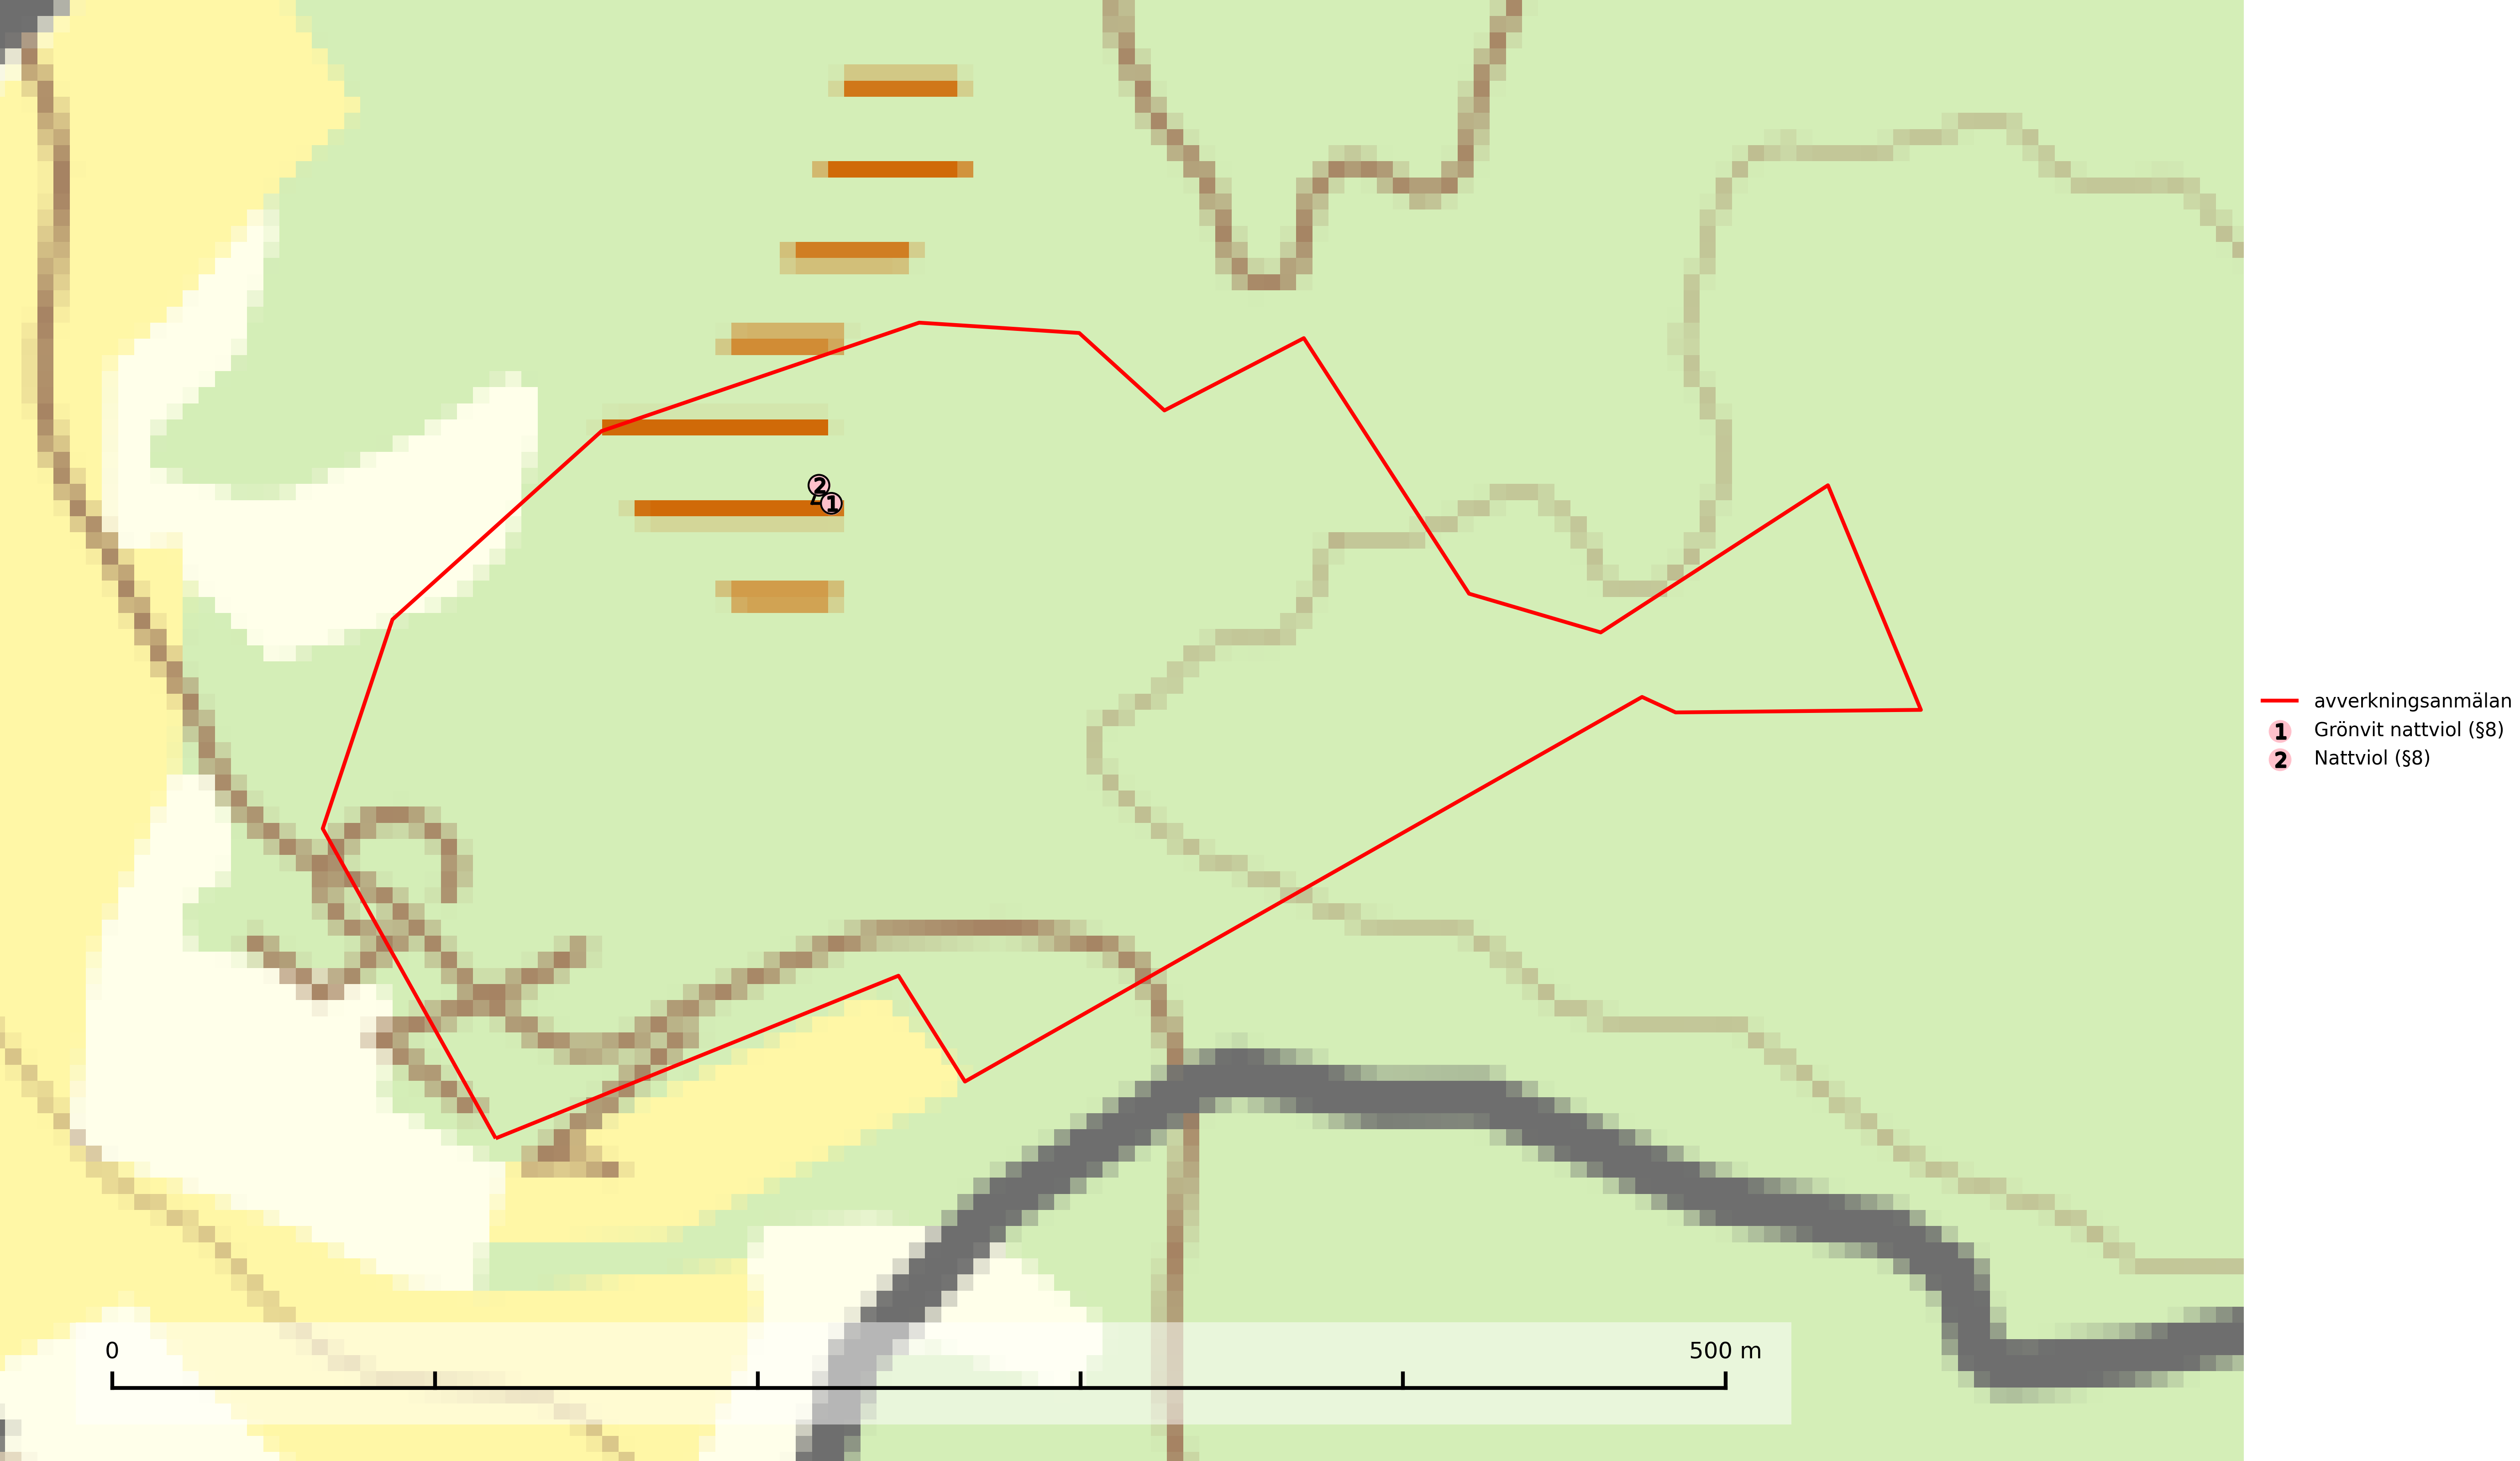 2
1
avverkningsanmälan
1 Grönvit nattviol (§8)
2 Nattviol (§8)
0 500 m